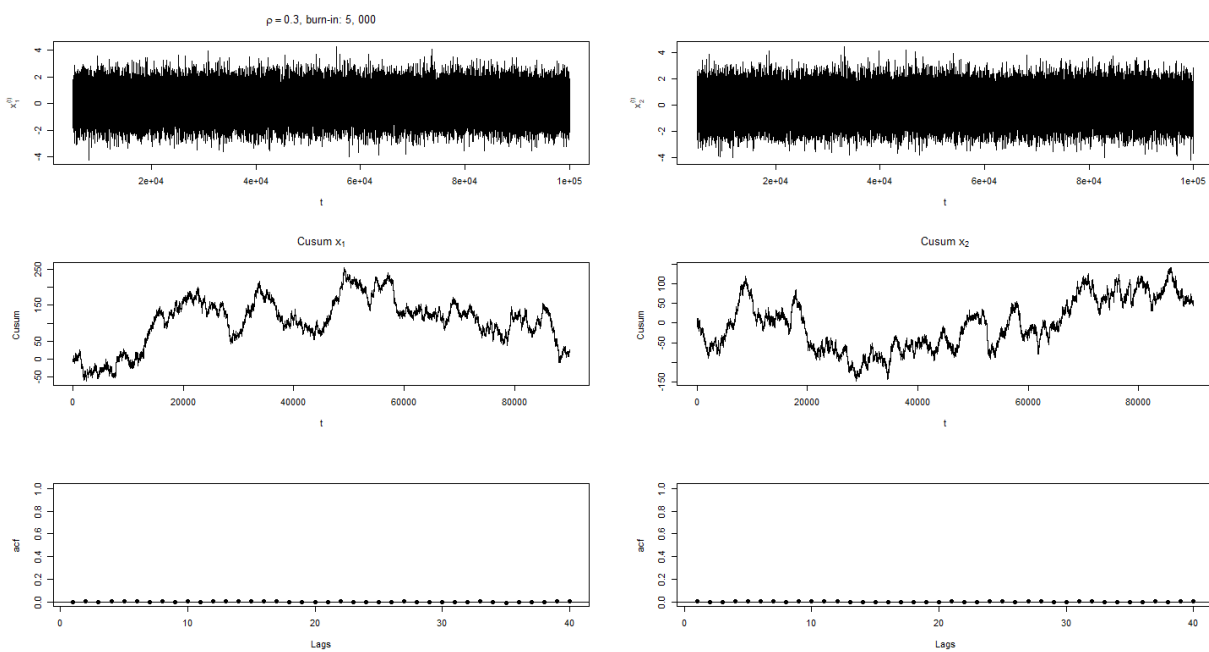 ρ = 0.3, burn-in: 5, 000
x₁⁽ᵗ⁾
4
2
0
-2
-4
2e+04 4e+04 6e+04 8e+04 1e+05
t
x₂⁽ᵗ⁾
4
2
0
-2
-4
2e+04 4e+04 6e+04 8e+04 1e+05
t
Cusum x₁
Cusum
250
150
50
0
-50
0 20000 40000 60000 80000
t
Cusum x₂
Cusum
100
50
0
-50
-150
0 20000 40000 60000 80000
t
acf
1.0
0.8
0.6
0.4
0.2
0.0
0 10 20 30 40
Lags
acf
1.0
0.8
0.6
0.4
0.2
0.0
0 10 20 30 40
Lags